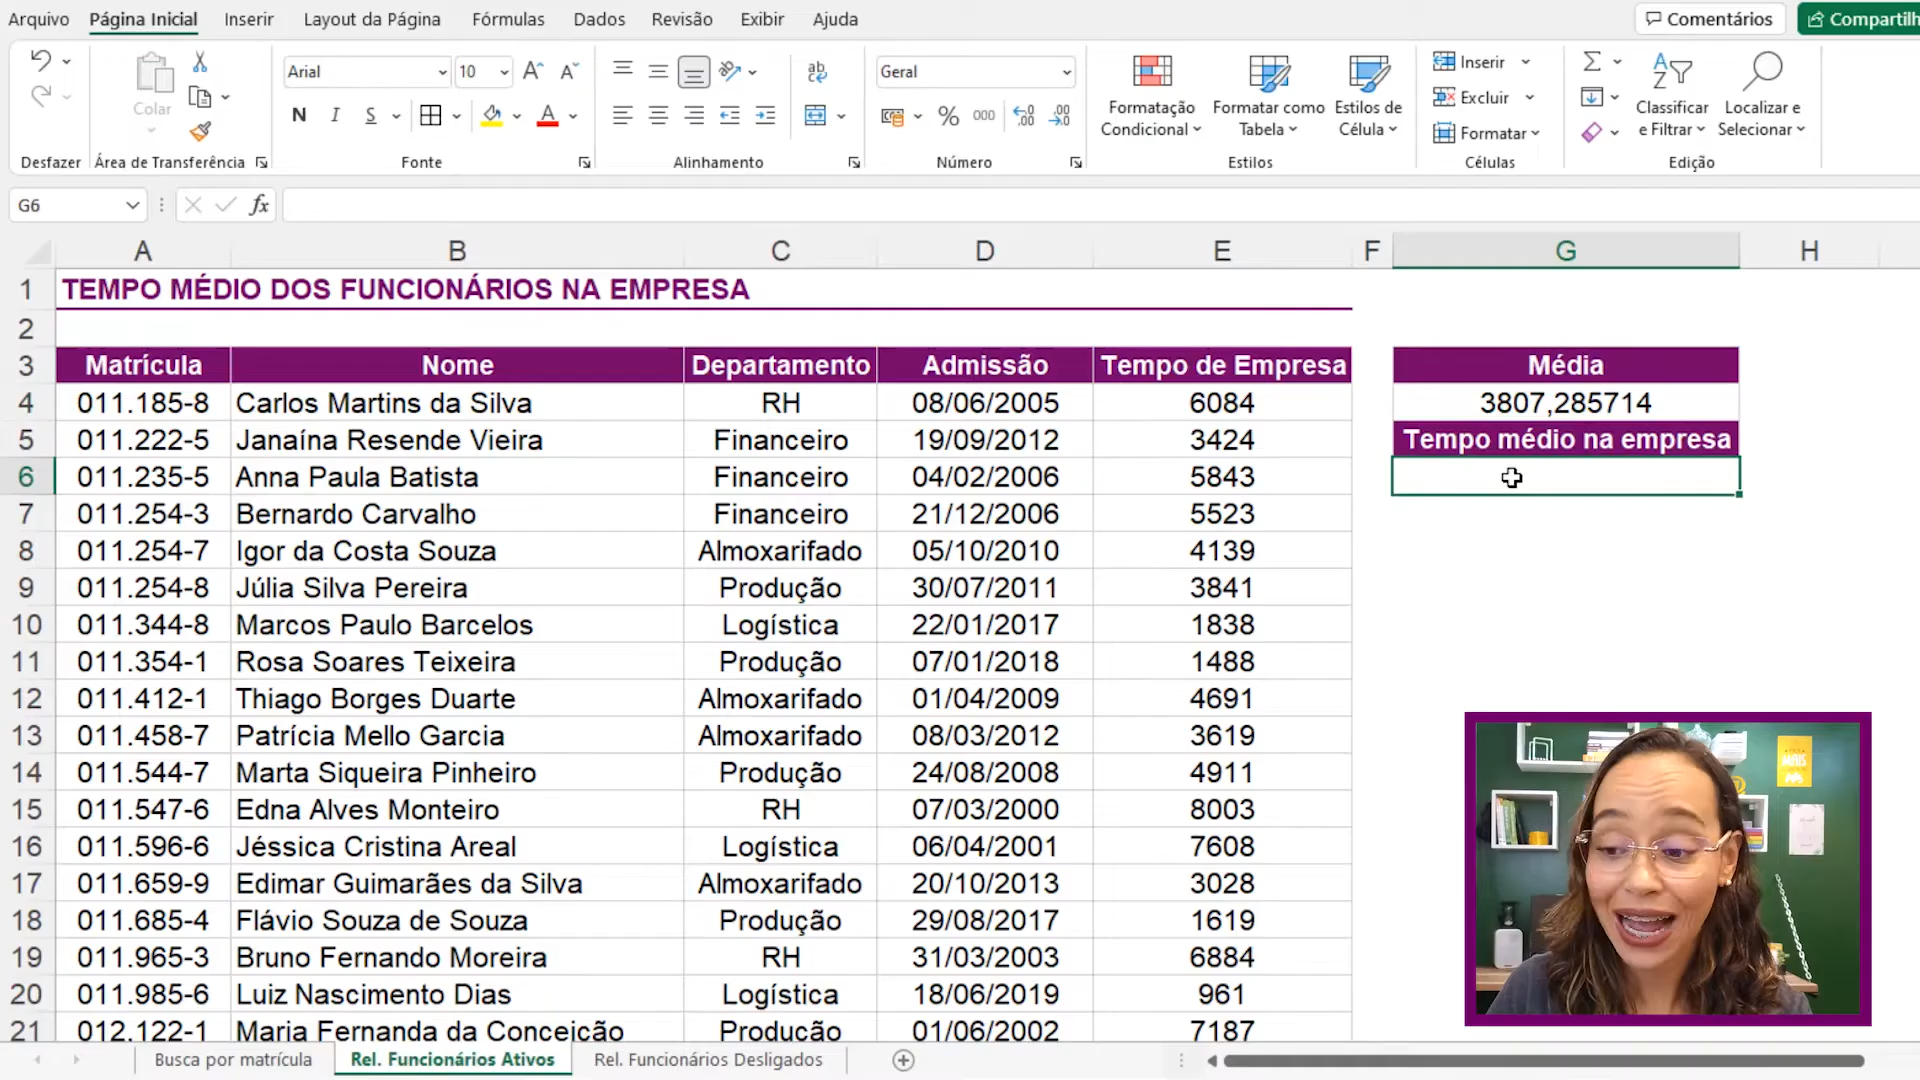 Arquivo Página Inicial Inserir Layout da Página Fórmulas Dados Revisão Exibir Ajuda Comentários Compartilh
Arial 10 Geral
Inserir
Colar
N I S
% 000
Formatação Condicional
Formatar como Tabela
Estilos de Célula
Excluir
Formatar
Classificar e Filtrar
Localizar e Selecionar
Desfazer Área de Transferência Fonte Alinhamento Número Estilos Células Edição
G6 fx
A B C D E F G H
1 TEMPO MÉDIO DOS FUNCIONÁRIOS NA EMPRESA
2
3 Matrícula Nome Departamento Admissão Tempo de Empresa Média
4 011.185-8 Carlos Martins da Silva RH 08/06/2005 6084 3807,285714
5 011.222-5 Janaína Resende Vieira Financeiro 19/09/2012 3424 Tempo médio na empresa
6 011.235-5 Anna Paula Batista Financeiro 04/02/2006 5843
7 011.254-3 Bernardo Carvalho Financeiro 21/12/2006 5523
8 011.254-7 Igor da Costa Souza Almoxarifado 05/10/2010 4139
9 011.254-8 Júlia Silva Pereira Produção 30/07/2011 3841
10 011.344-8 Marcos Paulo Barcelos Logística 22/01/2017 1838
11 011.354-1 Rosa Soares Teixeira Produção 07/01/2018 1488
12 011.412-1 Thiago Borges Duarte Almoxarifado 01/04/2009 4691
13 011.458-7 Patrícia Mello Garcia Almoxarifado 08/03/2012 3619
14 011.544-7 Marta Siqueira Pinheiro Produção 24/08/2008 4911
15 011.547-6 Edna Alves Monteiro RH 07/03/2000 8003
16 011.596-6 Jéssica Cristina Areal Logística 06/04/2001 7608
17 011.659-9 Edimar Guimarães da Silva Almoxarifado 20/10/2013 3028
18 011.685-4 Flávio Souza de Souza Produção 29/08/2017 1619
19 011.965-3 Bruno Fernando Moreira RH 31/03/2003 6884
20 011.985-6 Luiz Nascimento Dias Logística 18/06/2019 961
21 012.122-1 Maria Fernanda da Conceição Produção 01/06/2002 7187
MAIS
Busca por matrícula Rel. Funcionários Ativos Rel. Funcionários Desligados